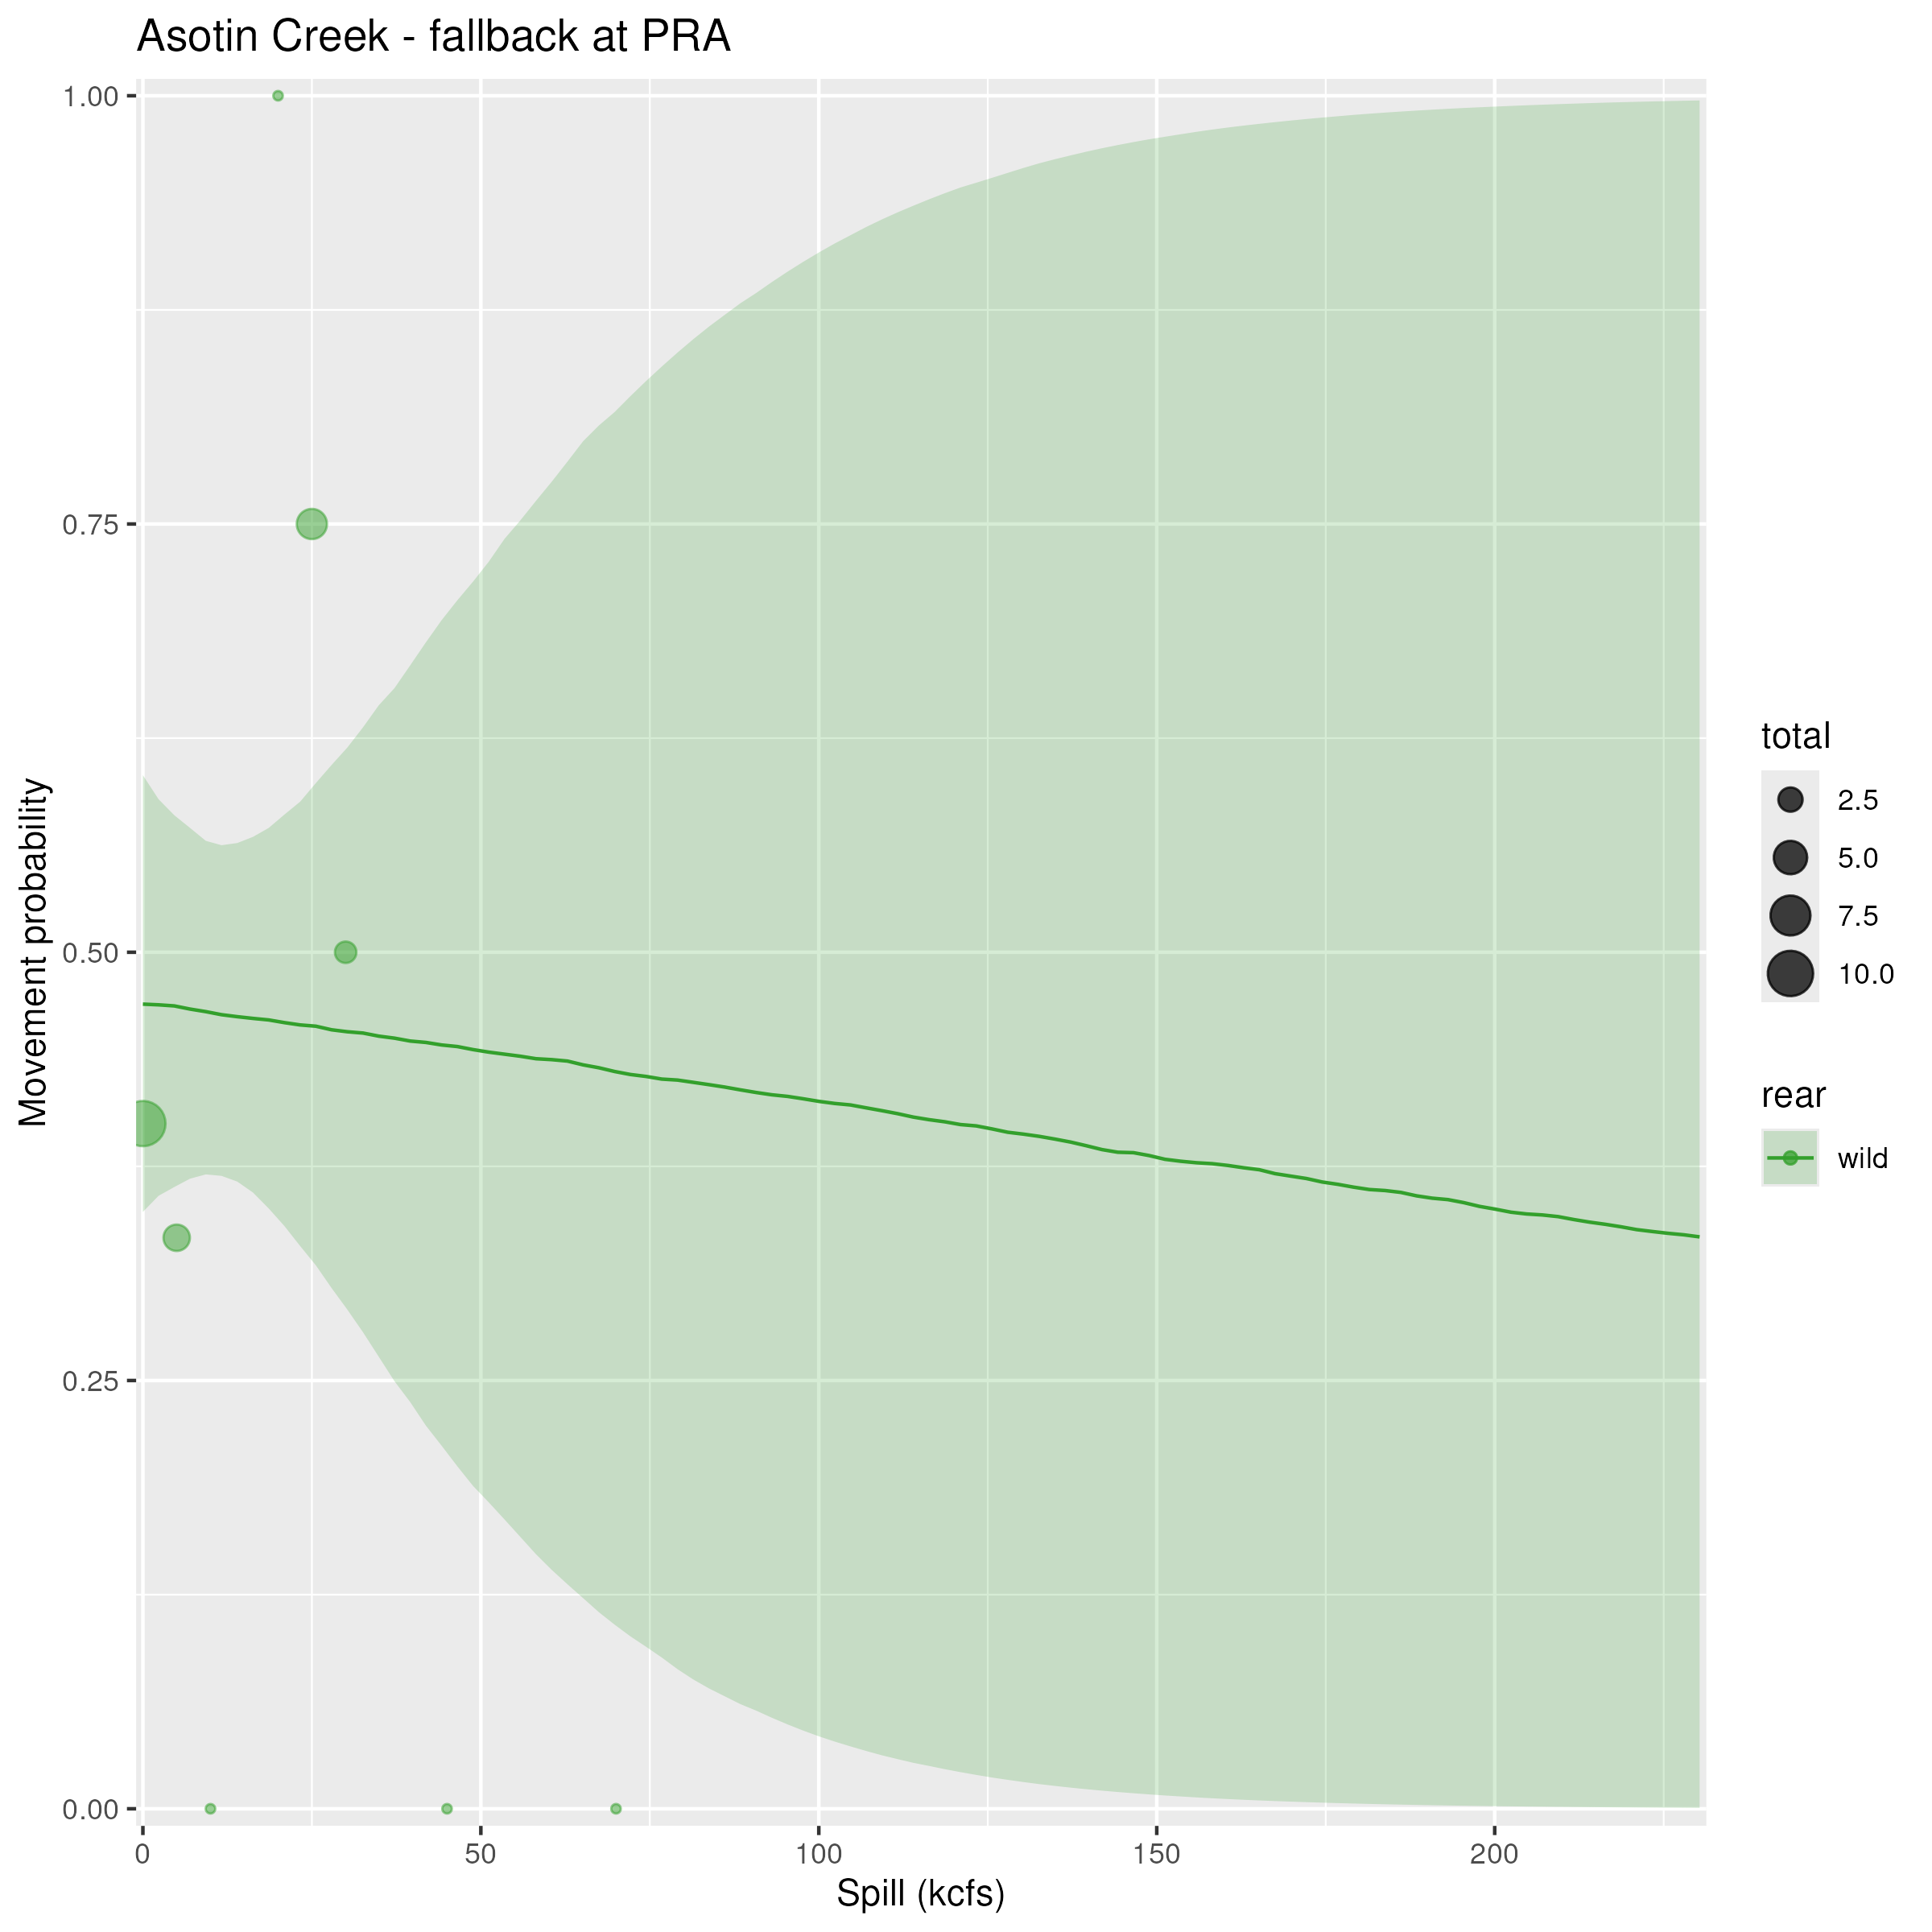 Asotin Creek - fallback at PRA
Movement probability
1.00
0.75
0.50
0.25
0.00
0
50
100
150
200
Spill (kcfs)
total
2.5
5.0
7.5
10.0
rear
wild